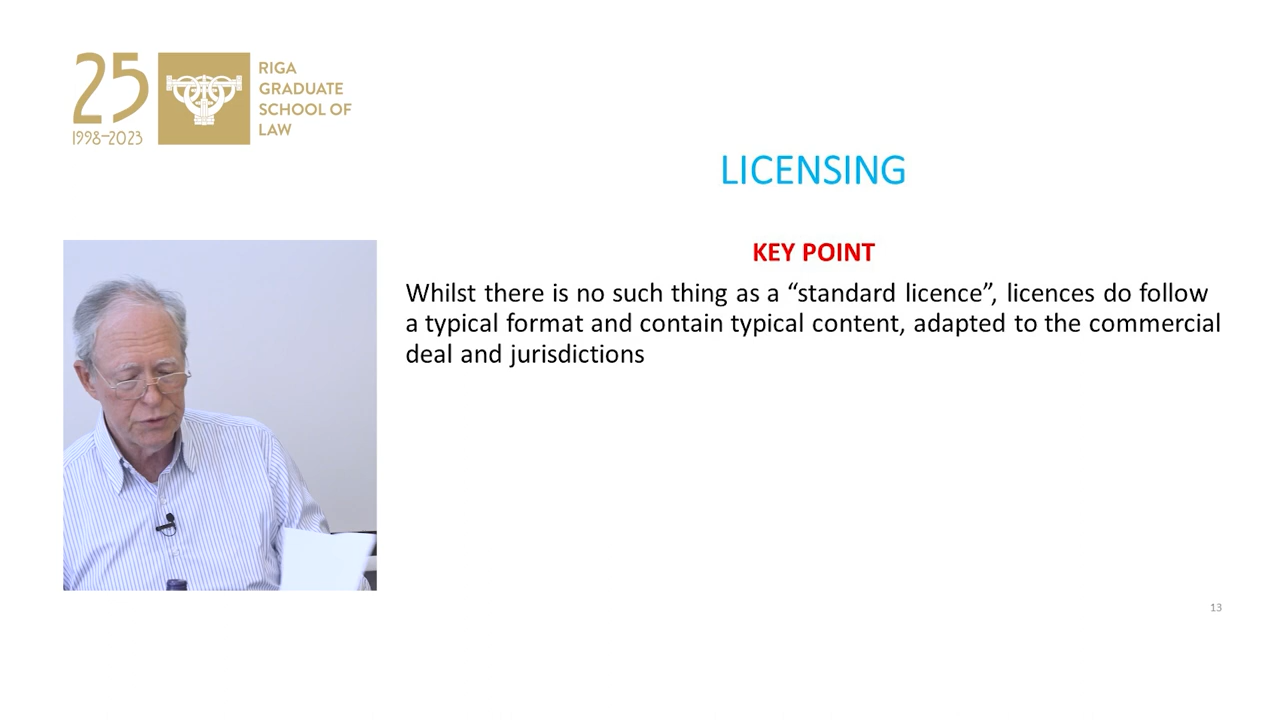 25
1998–2023
RIGA
GRADUATE
SCHOOL OF
LAW
LICENSING
KEY POINT
Whilst there is no such thing as a “standard licence”, licences do follow
a typical format and contain typical content, adapted to the commercial
deal and jurisdictions
13